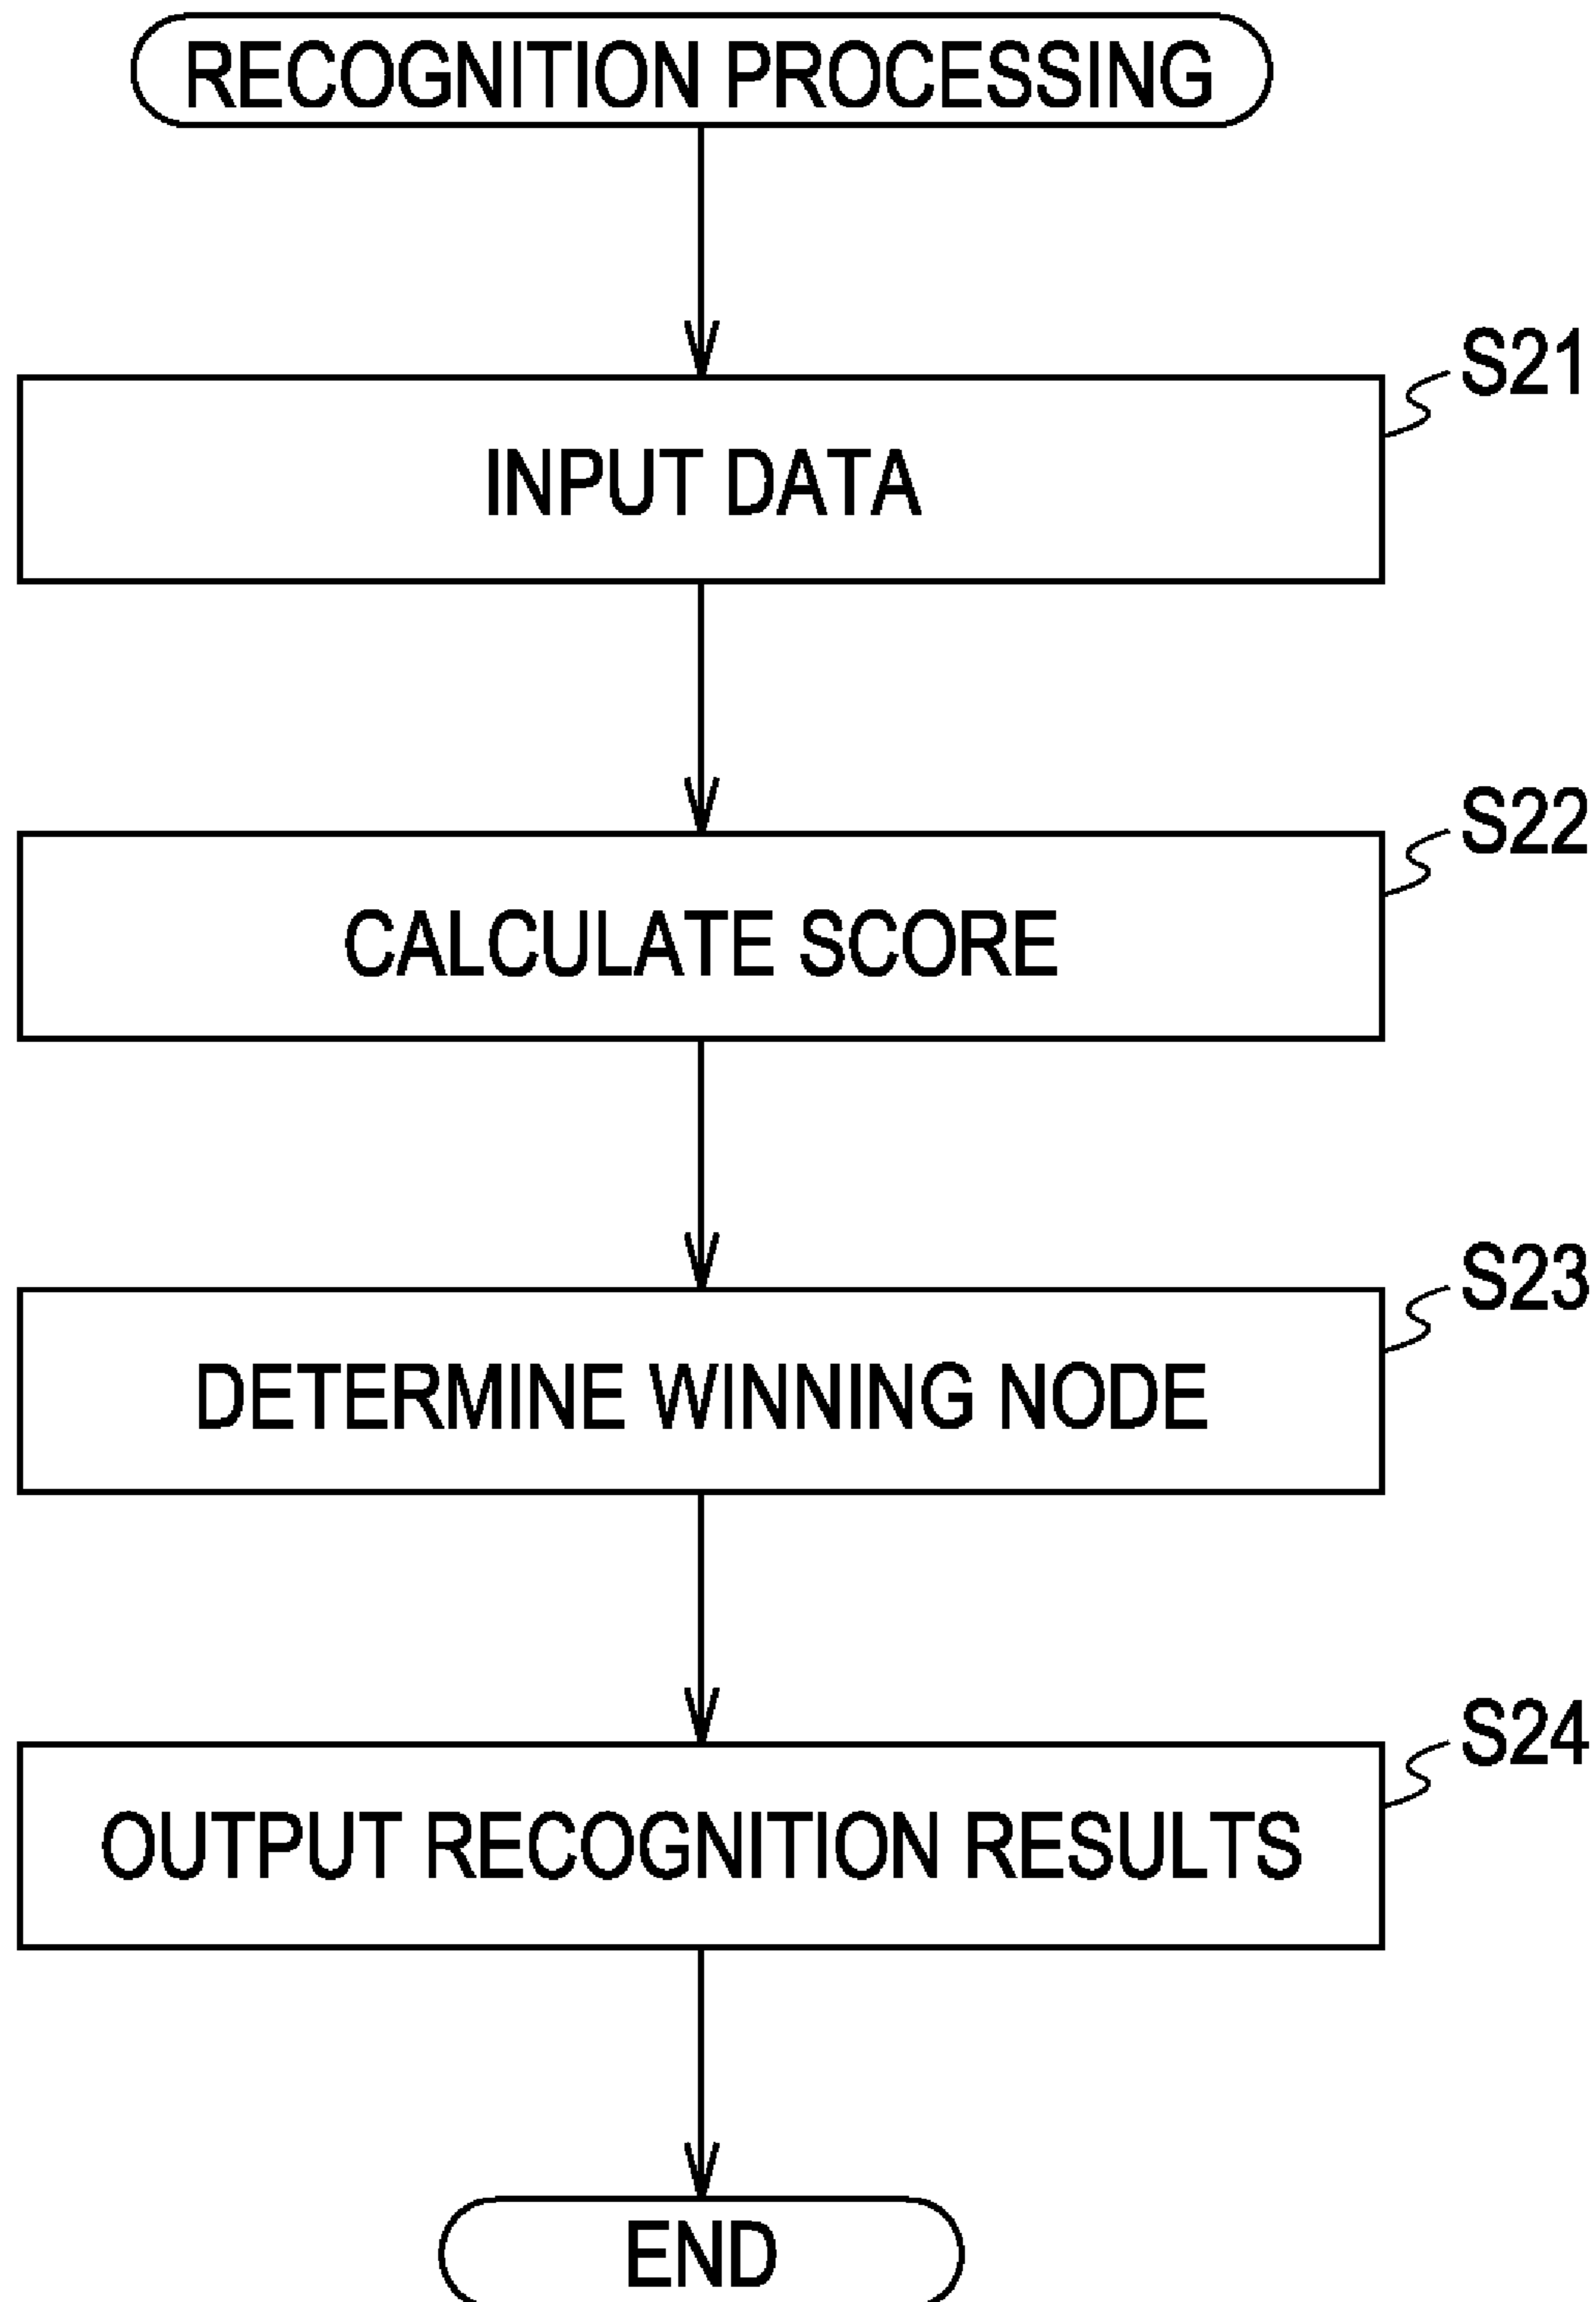 RECOGNITION PROCESSING
S21
INPUT DATA
S22
CALCULATE SCORE
S23
DETERMINE WINNING NODE
S24
OUTPUT RECOGNITION RESULTS
END